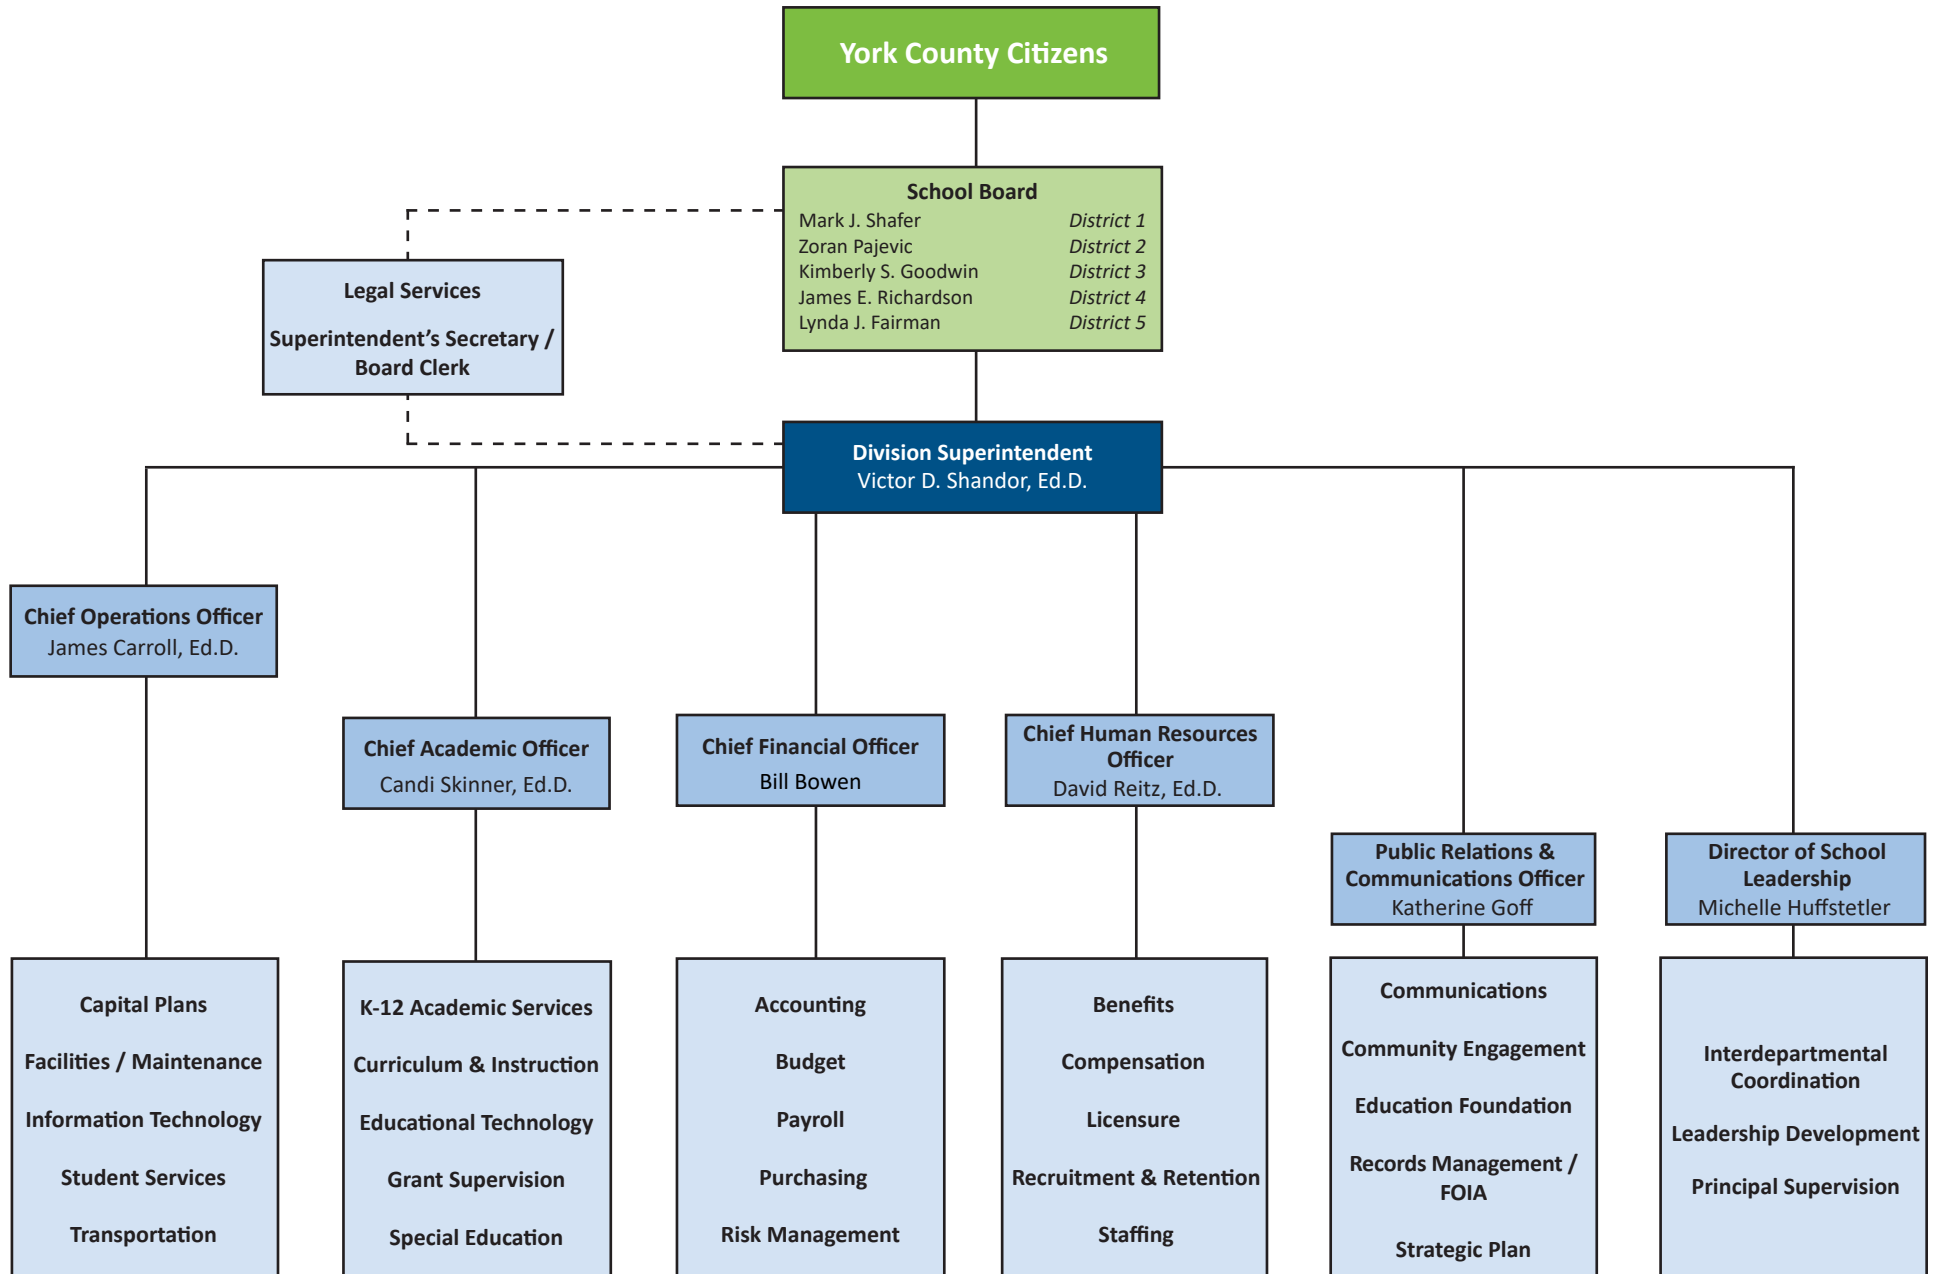 York County Citizens
School Board
Mark J. Shafer District 1
Zoran Pajevic District 2
Kimberly S. Goodwin District 3
James E. Richardson District 4
Lynda J. Fairman District 5
Legal Services
Superintendent’s Secretary /
Board Clerk
Division Superintendent
Victor D. Shandor, Ed.D.
Chief Operations Officer
James Carroll, Ed.D.
Chief Academic Officer
Candi Skinner, Ed.D.
Chief Financial Officer
Bill Bowen
Chief Human Resources
Officer
David Reitz, Ed.D.
Public Relations &
Communications Officer
Katherine Goff
Director of School
Leadership
Michelle Huffstetler
Capital Plans
Facilities / Maintenance
Information Technology
Student Services
Transportation
K-12 Academic Services
Curriculum & Instruction
Educational Technology
Grant Supervision
Special Education
Accounting
Budget
Payroll
Purchasing
Risk Management
Benefits
Compensation
Licensure
Recruitment & Retention
Staffing
Communications
Community Engagement
Education Foundation
Records Management /
FOIA
Strategic Plan
Interdepartmental
Coordination
Leadership Development
Principal Supervision